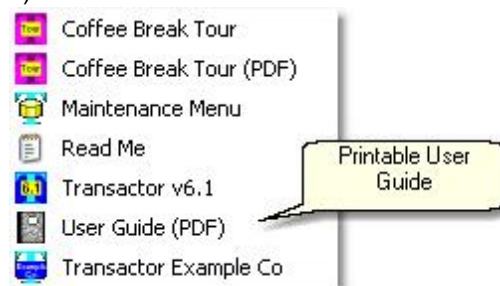 Coffee Break Tour
Coffee Break Tour (PDF)
Maintenance Menu
Read Me
Transactor v6.1
User Guide (PDF)
Transactor Example Co
Printable User
Guide